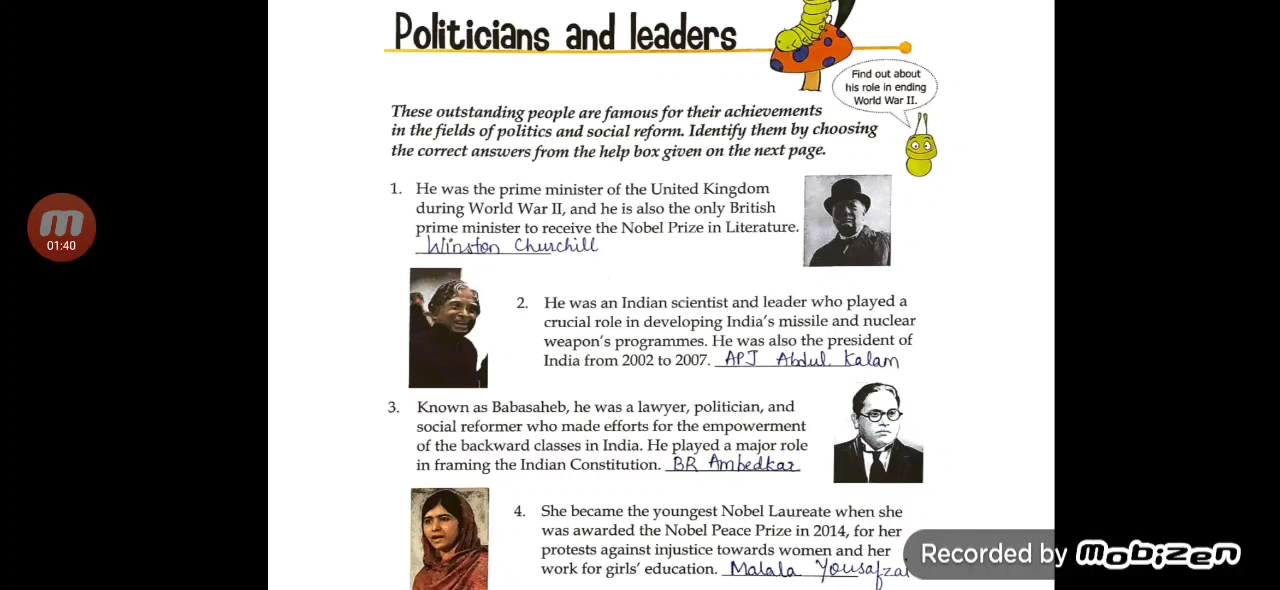 Politicians and leaders
Find out about
his role in ending
World War II.
These outstanding people are famous for their achievements
in the fields of politics and social reform. Identify them by choosing
the correct answers from the help box given on the next page.
1. He was the prime minister of the United Kingdom
during World War II, and he is also the only British
prime minister to receive the Nobel Prize in Literature.
Winston Churchill
2. He was an Indian scientist and leader who played a
crucial role in developing India's missile and nuclear
weapon's programmes. He was also the president of
India from 2002 to 2007. APJ Abdul Kalam
3. Known as Babasaheb, he was a lawyer, politician, and
social reformer who made efforts for the empowerment
of the backward classes in India. He played a major role
in framing the Indian Constitution. BR Ambedkar
4. She became the youngest Nobel Laureate when she
was awarded the Nobel Peace Prize in 2014, for her
protests against injustice towards women and her
work for girls' education. Malala Yousafzai
01:40
Recorded by Mobizen